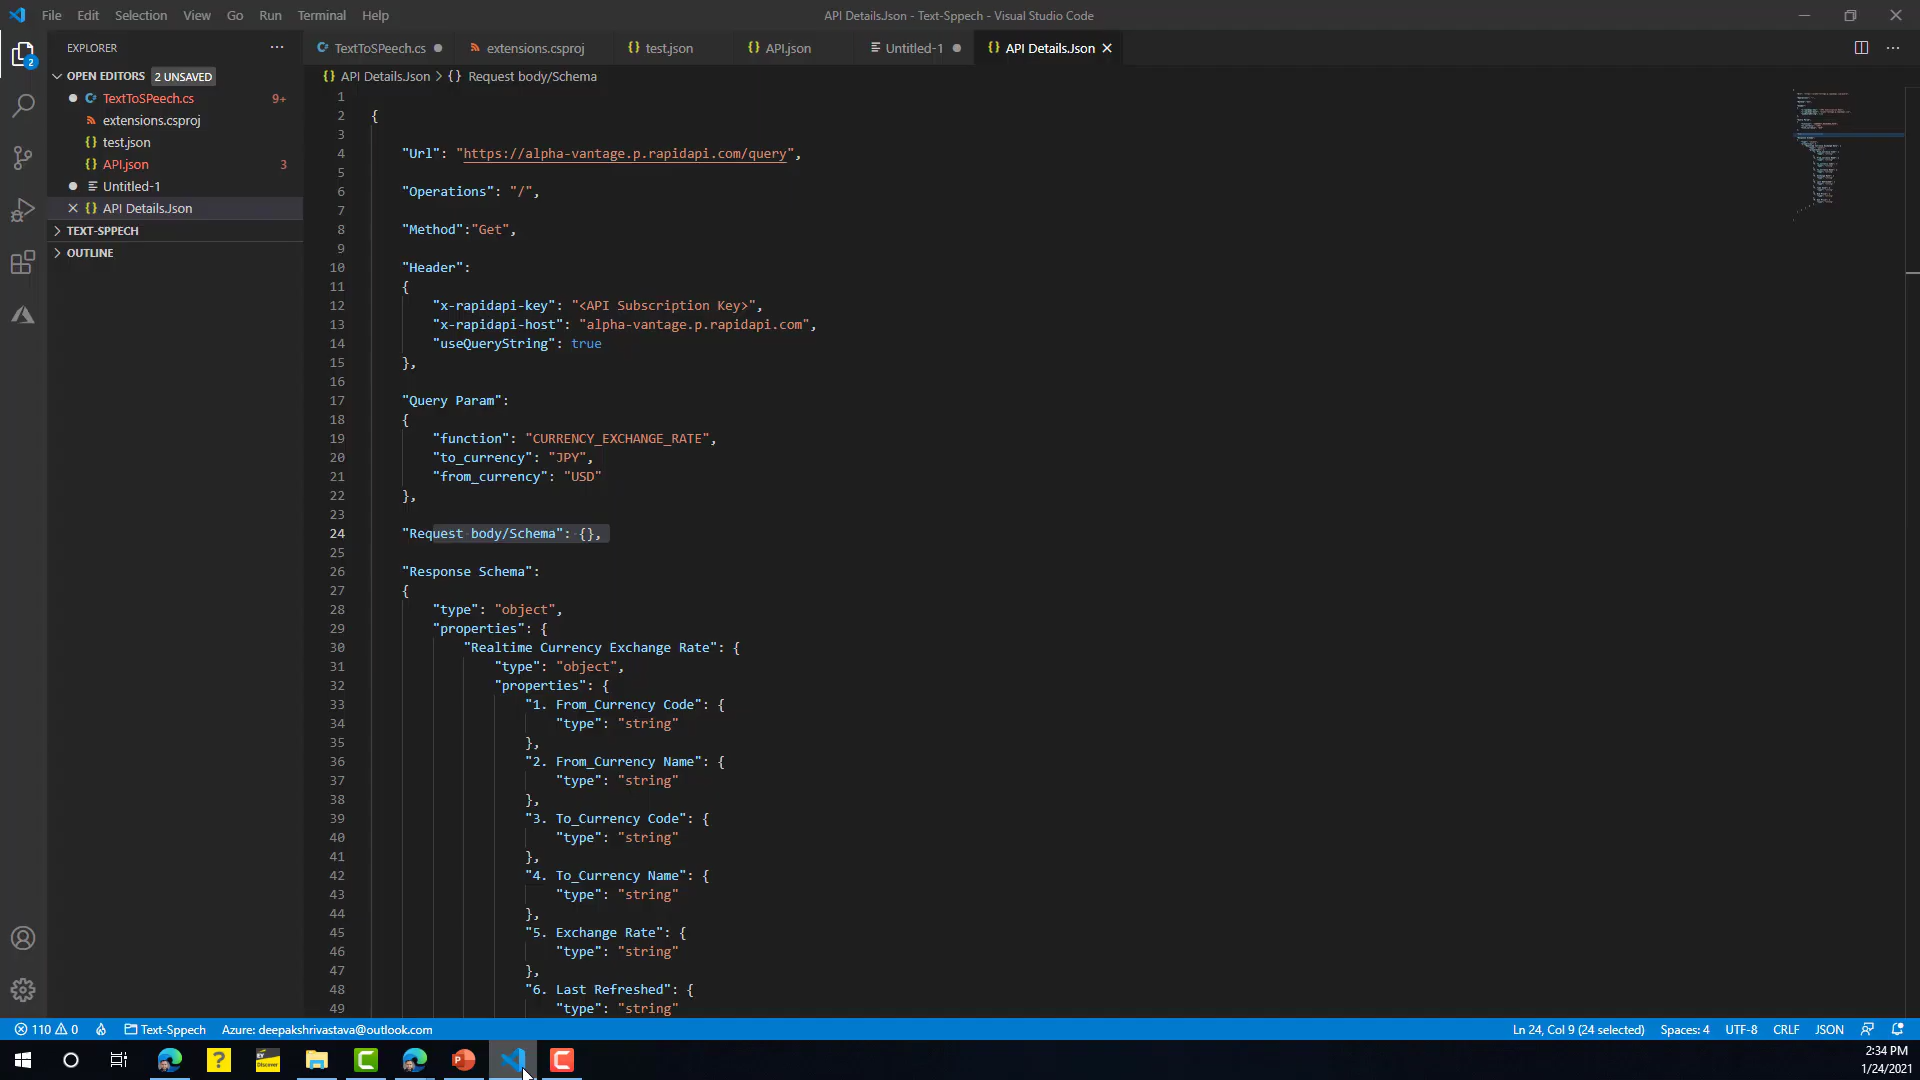 File Edit Selection View Go Run Terminal Help
API Details.Json - Text-Sppech - Visual Studio Code
EXPLORER
OPEN EDITORS 2 UNSAVED
TextToSPeech.cs 9+
extensions.csproj
test.json
API.json 3
Untitled-1
API Details.Json
TEXT-SPPECH
OUTLINE
TextToSPeech.cs extensions.csproj test.json API.json Untitled-1 API Details.Json
API Details.Json > {} Request body/Schema
1
2 {
3
4 "Url": "https://alpha-vantage.p.rapidapi.com/query",
5
6 "Operations": "/",
7
8 "Method":"Get",
9
10 "Header":
11 {
12 "x-rapidapi-key": "<API Subscription Key>",
13 "x-rapidapi-host": "alpha-vantage.p.rapidapi.com",
14 "useQueryString": true
15 },
16
17 "Query Param":
18 {
19 "function": "CURRENCY_EXCHANGE_RATE",
20 "to_currency": "JPY",
21 "from_currency": "USD"
22 },
23
24 "Request body/Schema": {},
25
26 "Response Schema":
27 {
28 "type": "object",
29 "properties": {
30 "Realtime Currency Exchange Rate": {
31 "type": "object",
32 "properties": {
33 "1. From_Currency Code": {
34 "type": "string"
35 },
36 "2. From_Currency Name": {
37 "type": "string"
38 },
39 "3. To_Currency Code": {
40 "type": "string"
41 },
42 "4. To_Currency Name": {
43 "type": "string"
44 },
45 "5. Exchange Rate": {
46 "type": "string"
47 },
48 "6. Last Refreshed": {
49 "type": "string"
110 0 Text-Sppech Azure: deepakshrivastava@outlook.com Ln 24, Col 9 (24 selected) Spaces: 4 UTF-8 CRLF JSON
2:34 PM
1/24/2021